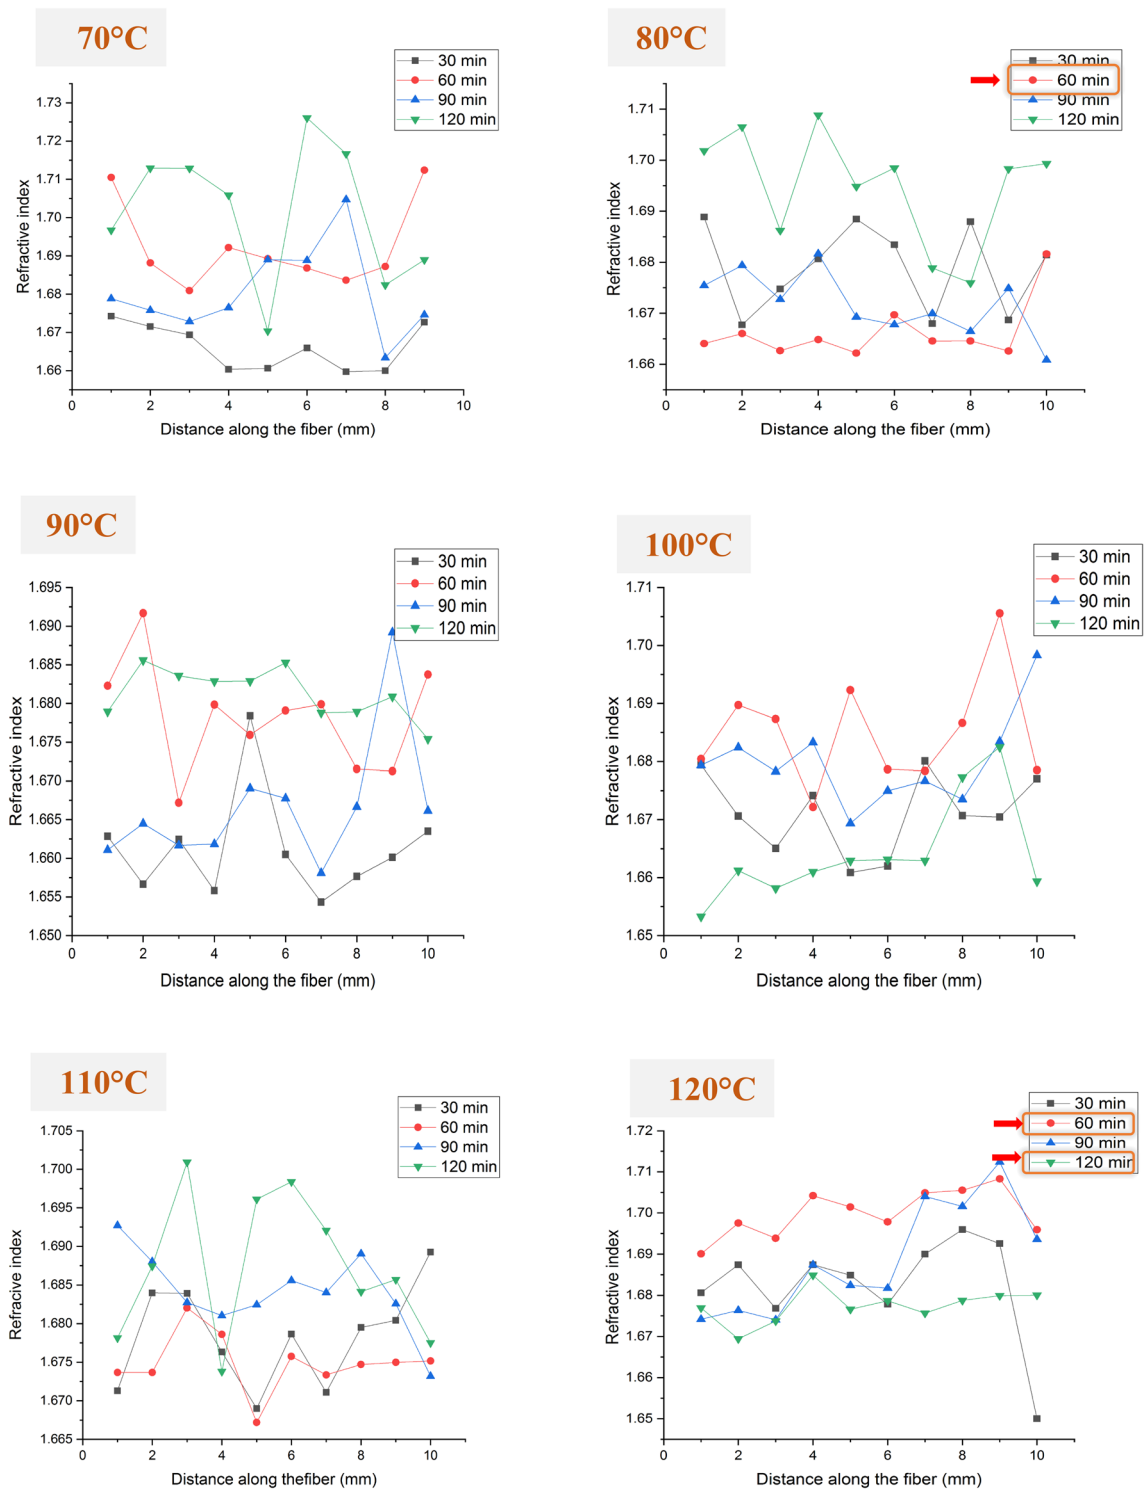 70°C
30 min
60 min
90 min
120 min
1.73
1.72
1.71
1.70
1.69
1.68
1.67
1.66
Refractive index
0 2 4 6 8 10
Distance along the fiber (mm)
80°C
30 min
60 min
90 min
120 min
1.71
1.70
1.69
1.68
1.67
1.66
Refractive index
0 2 4 6 8 10
Distance along the fiber (mm)
90°C
30 min
60 min
90 min
120 min
1.695
1.690
1.685
1.680
1.675
1.670
1.665
1.660
1.655
1.650
Refractive index
0 2 4 6 8 10
Distance along the fiber (mm)
100°C
30 min
60 min
90 min
120 min
1.71
1.70
1.69
1.68
1.67
1.66
1.65
Refractive index
0 2 4 6 8 10
Distance along the fiber (mm)
110°C
30 min
60 min
90 min
120 min
1.705
1.700
1.695
1.690
1.685
1.680
1.675
1.670
1.665
Refracive index
0 2 4 6 8 10
Distance along thefiber (mm)
120°C
30 min
60 min
90 min
120 min
1.72
1.71
1.70
1.69
1.68
1.67
1.66
1.65
Refractive index
0 2 4 6 8 10
Distance along the fiber (mm)